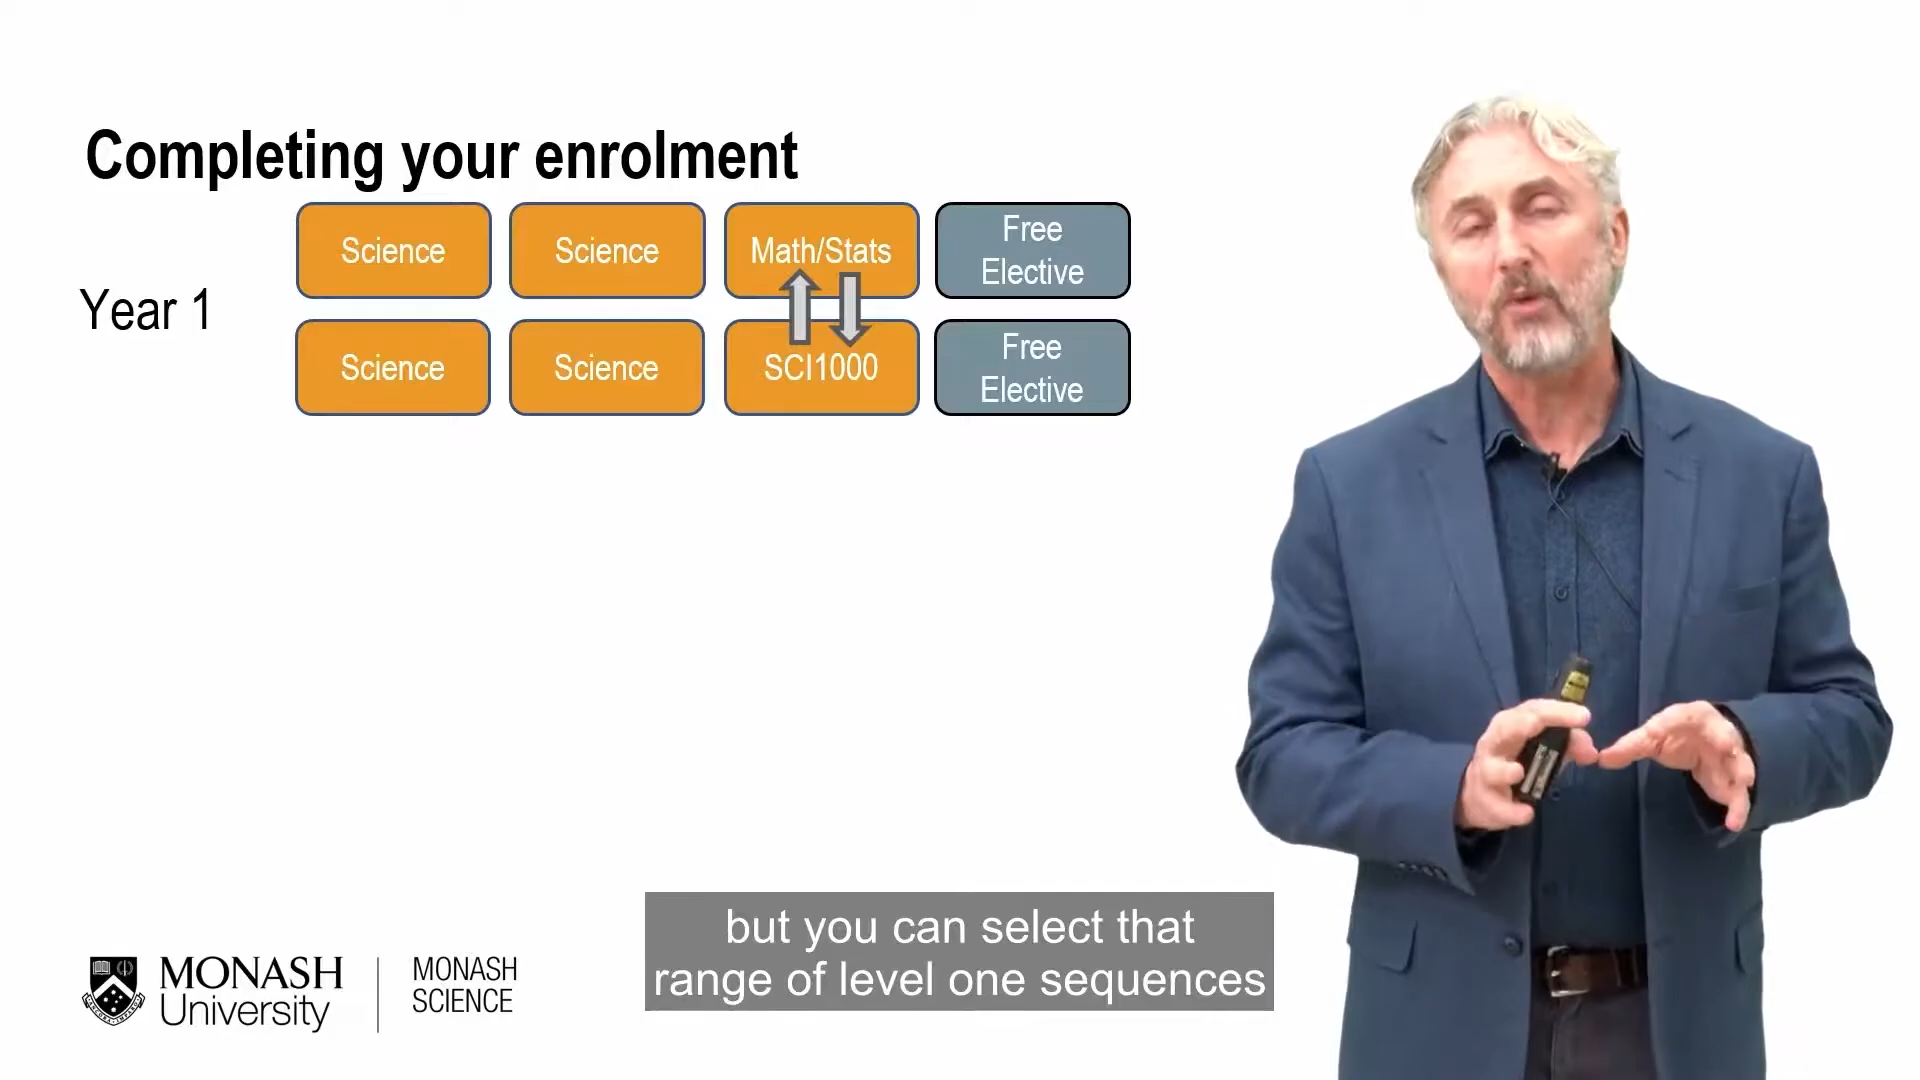 Completing your enrolment
Science
Science
Math/Stats
Free
Elective
Year 1
Science
Science
SCI1000
Free
Elective
but you can select that
range of level one sequences
MONASH
University
MONASH
SCIENCE